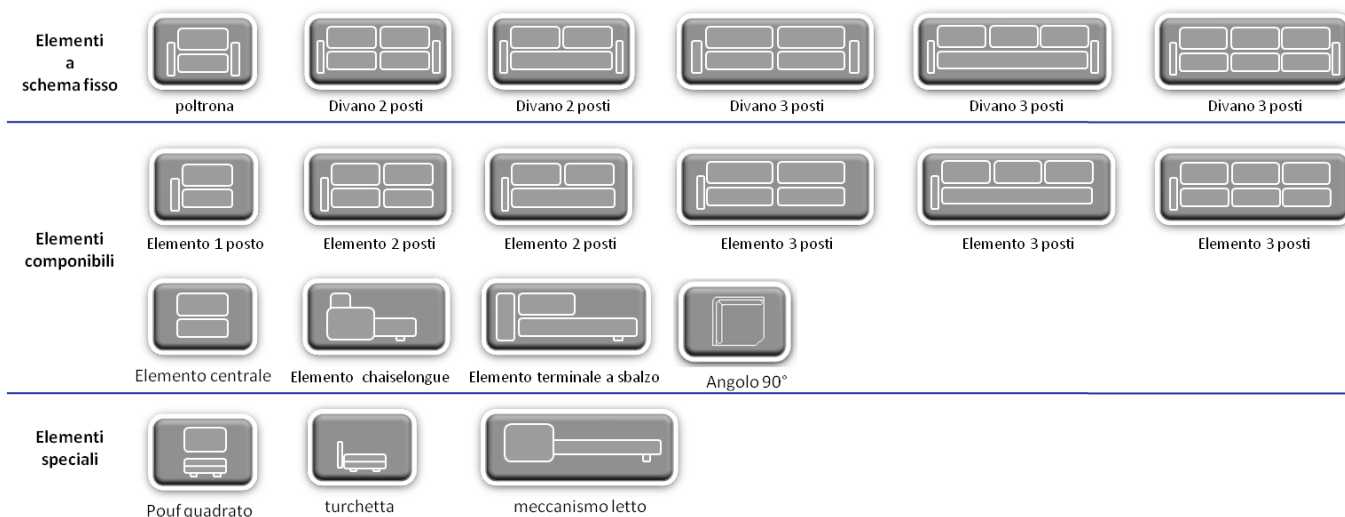 Elementi
a
schema fisso
poltrona
Divano 2 posti
Divano 2 posti
Divano 3 posti
Divano 3 posti
Divano 3 posti
Elementi
componibili
Elemento 1 posto
Elemento 2 posti
Elemento 2 posti
Elemento 3 posti
Elemento 3 posti
Elemento 3 posti
Elemento centrale
Elemento chaiselongue
Elemento terminale a sbalzo
Angolo 90°
Elementi
speciali
Pouf quadrato
turchetta
meccanismo letto